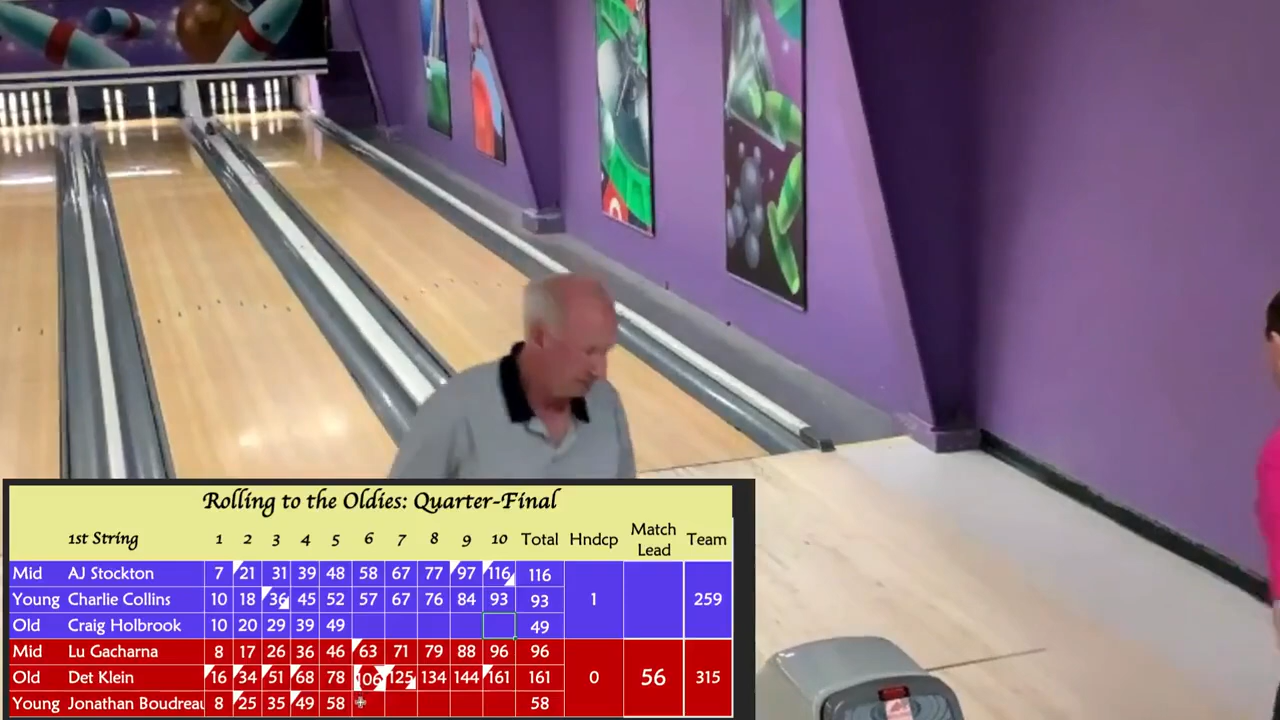 Rolling to the Oldies: Quarter-Final
1st String 1 2 3 4 5 6 7 8 9 10 Total Hndcp Match Lead Team
Mid AJ Stockton 7 21 31 39 48 58 67 77 97 116 116
Young Charlie Collins 10 18 36 45 52 57 67 76 84 93 93 1 259
Old Craig Holbrook 10 20 29 39 49 49
Mid Lu Gacharna 8 17 26 36 46 63 71 79 88 96 96
Old Det Klein 16 34 51 68 78 106 125 134 144 161 161 0 56 315
Young Jonathan Boudreau 8 25 35 49 58 58